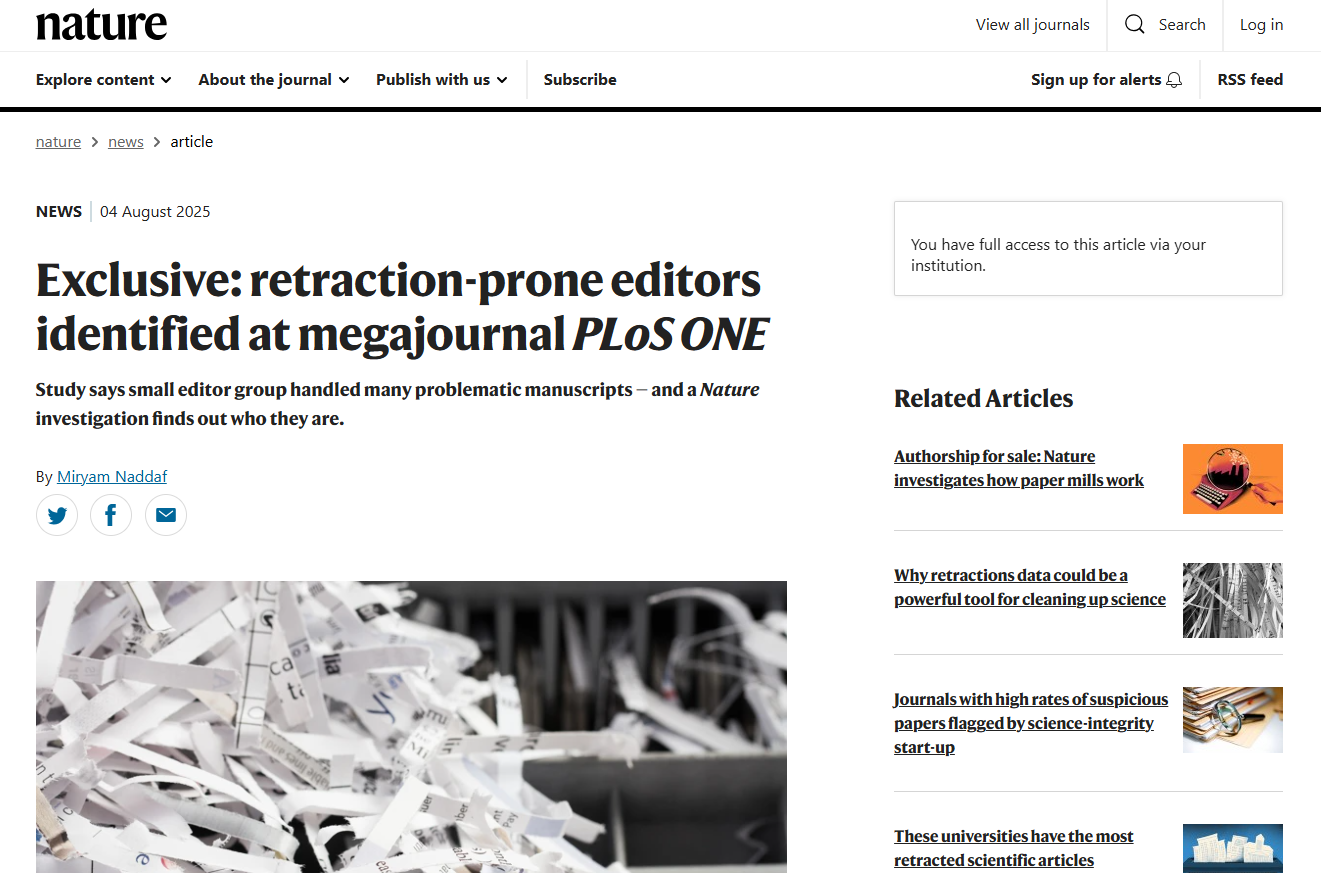 nature
View all journals
Search
Log in
Explore content
About the journal
Publish with us
Subscribe
Sign up for alerts
RSS feed
nature > news > article
NEWS | 04 August 2025
Exclusive: retraction-prone editors
identified at megajournal PLoS ONE
Study says small editor group handled many problematic manuscripts — and a Nature
investigation finds out who they are.
By Miryam Naddaf
You have full access to this article via your
institution.
Related Articles
Authorship for sale: Nature
investigates how paper mills work
Why retractions data could be a
powerful tool for cleaning up science
Journals with high rates of suspicious
papers flagged by science-integrity
start-up
These universities have the most
retracted scientific articles